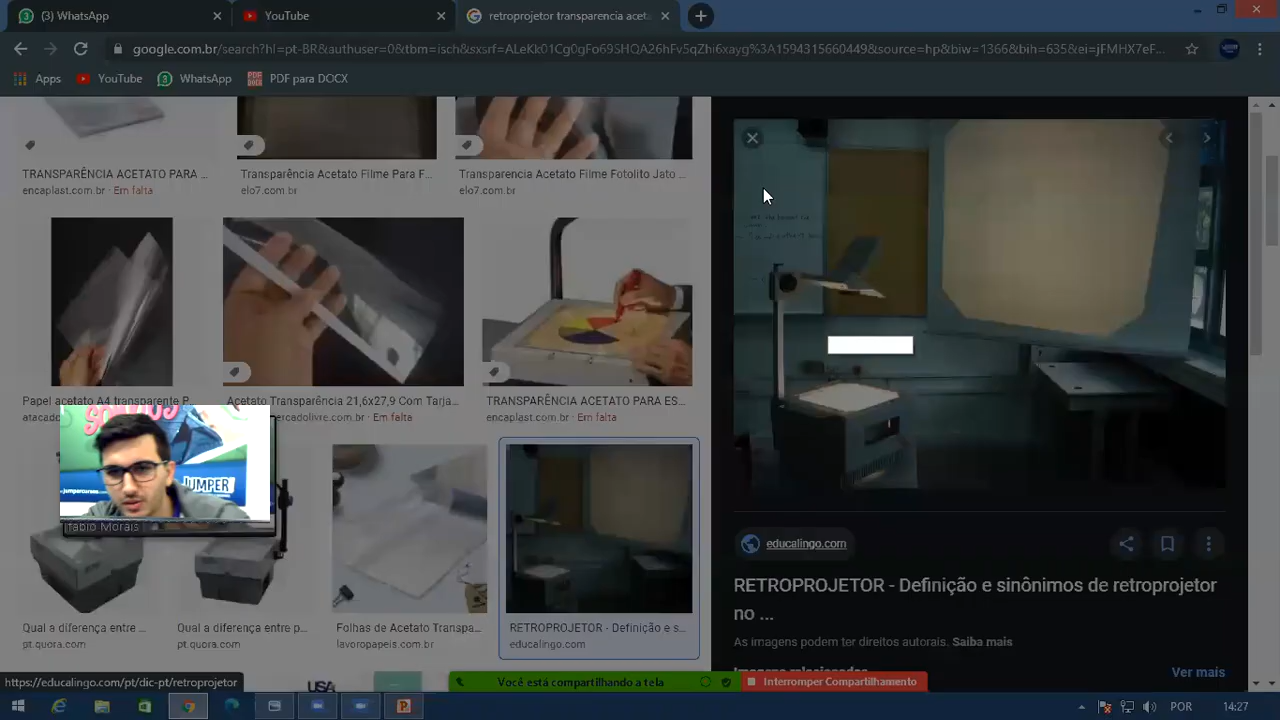 (3) WhatsApp
YouTube
retroprojetor transparencia aceta
google.com.br/search?hl=pt-BR&authuser=0&tbm=isch&sxsrf=ALeKk01Cg0gFo69SHQA26hFv5qZhi6xayg%3A1594315660449&source=hp&biw=1366&bih=635&ei=jFMHX7eF...
Apps
YouTube
WhatsApp
PDF para DOCX
TRANSPARÊNCIA ACETATO PARA ...
encaplast.com.br · Em falta
Transparência Acetato Filme Para F...
elo7.com.br
Transparencia Acetato Filme Fotolito Jato ...
elo7.com.br
Papel acetato A4 transparente P...
Acetato Transparência 21,6x27,9 Com Tarja...
mercadolivre.com.br · Em falta
TRANSPARÊNCIA ACETATO PARA ES...
encaplast.com.br · Em falta
JUMPER
fabio Morais
Qual a diferença entre ...
pt.quora.com
Qual a diferença entre p...
pt.quora.com
Folhas de Acetato Transpa...
lavoropapeis.com.br
RETROPROJETOR - Definição e s...
educalingo.com
educalingo.com
RETROPROJETOR - Definição e sinônimos de retroprojetor
no ...
As imagens podem ter direitos autorais. Saiba mais
Imagens relacionadas
Ver mais
https://educalingo.com/pt/dic-pt/retroprojetor
USA
Você está compartilhando a tela
Interromper Compartilhamento
POR
14:27